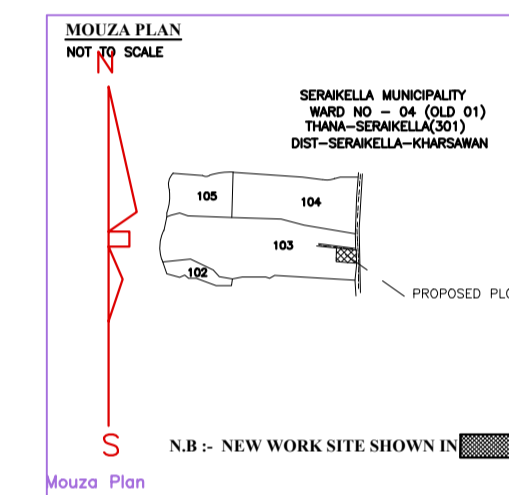 MOUZA PLAN
NOT TO SCALE
N
SERAIKELLA MUNICIPALITY
WARD NO - 04 (OLD 01)
THANA-SERAIKELLA(301)
DIST-SERAIKELLA-KHARSAWAN
105
104
103
102
PROPOSED PLO
S
N.B :- NEW WORK SITE SHOWN IN
Mouza Plan